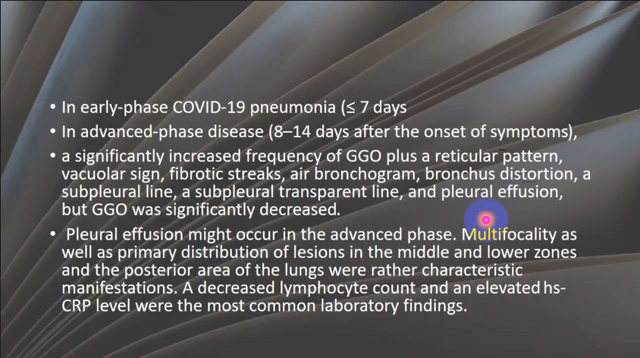 • In early-phase COVID-19 pneumonia (≤ 7 days
• In advanced-phase disease (8–14 days after the onset of symptoms),
• a significantly increased frequency of GGO plus a reticular pattern,
vacuolar sign, fibrotic streaks, air bronchogram, bronchus distortion, a
subpleural line, a subpleural transparent line, and pleural effusion,
but GGO was significantly decreased.
• Pleural effusion might occur in the advanced phase. Multifocality as
well as primary distribution of lesions in the middle and lower zones
and the posterior area of the lungs were rather characteristic
manifestations. A decreased lymphocyte count and an elevated hs-
CRP level were the most common laboratory findings.